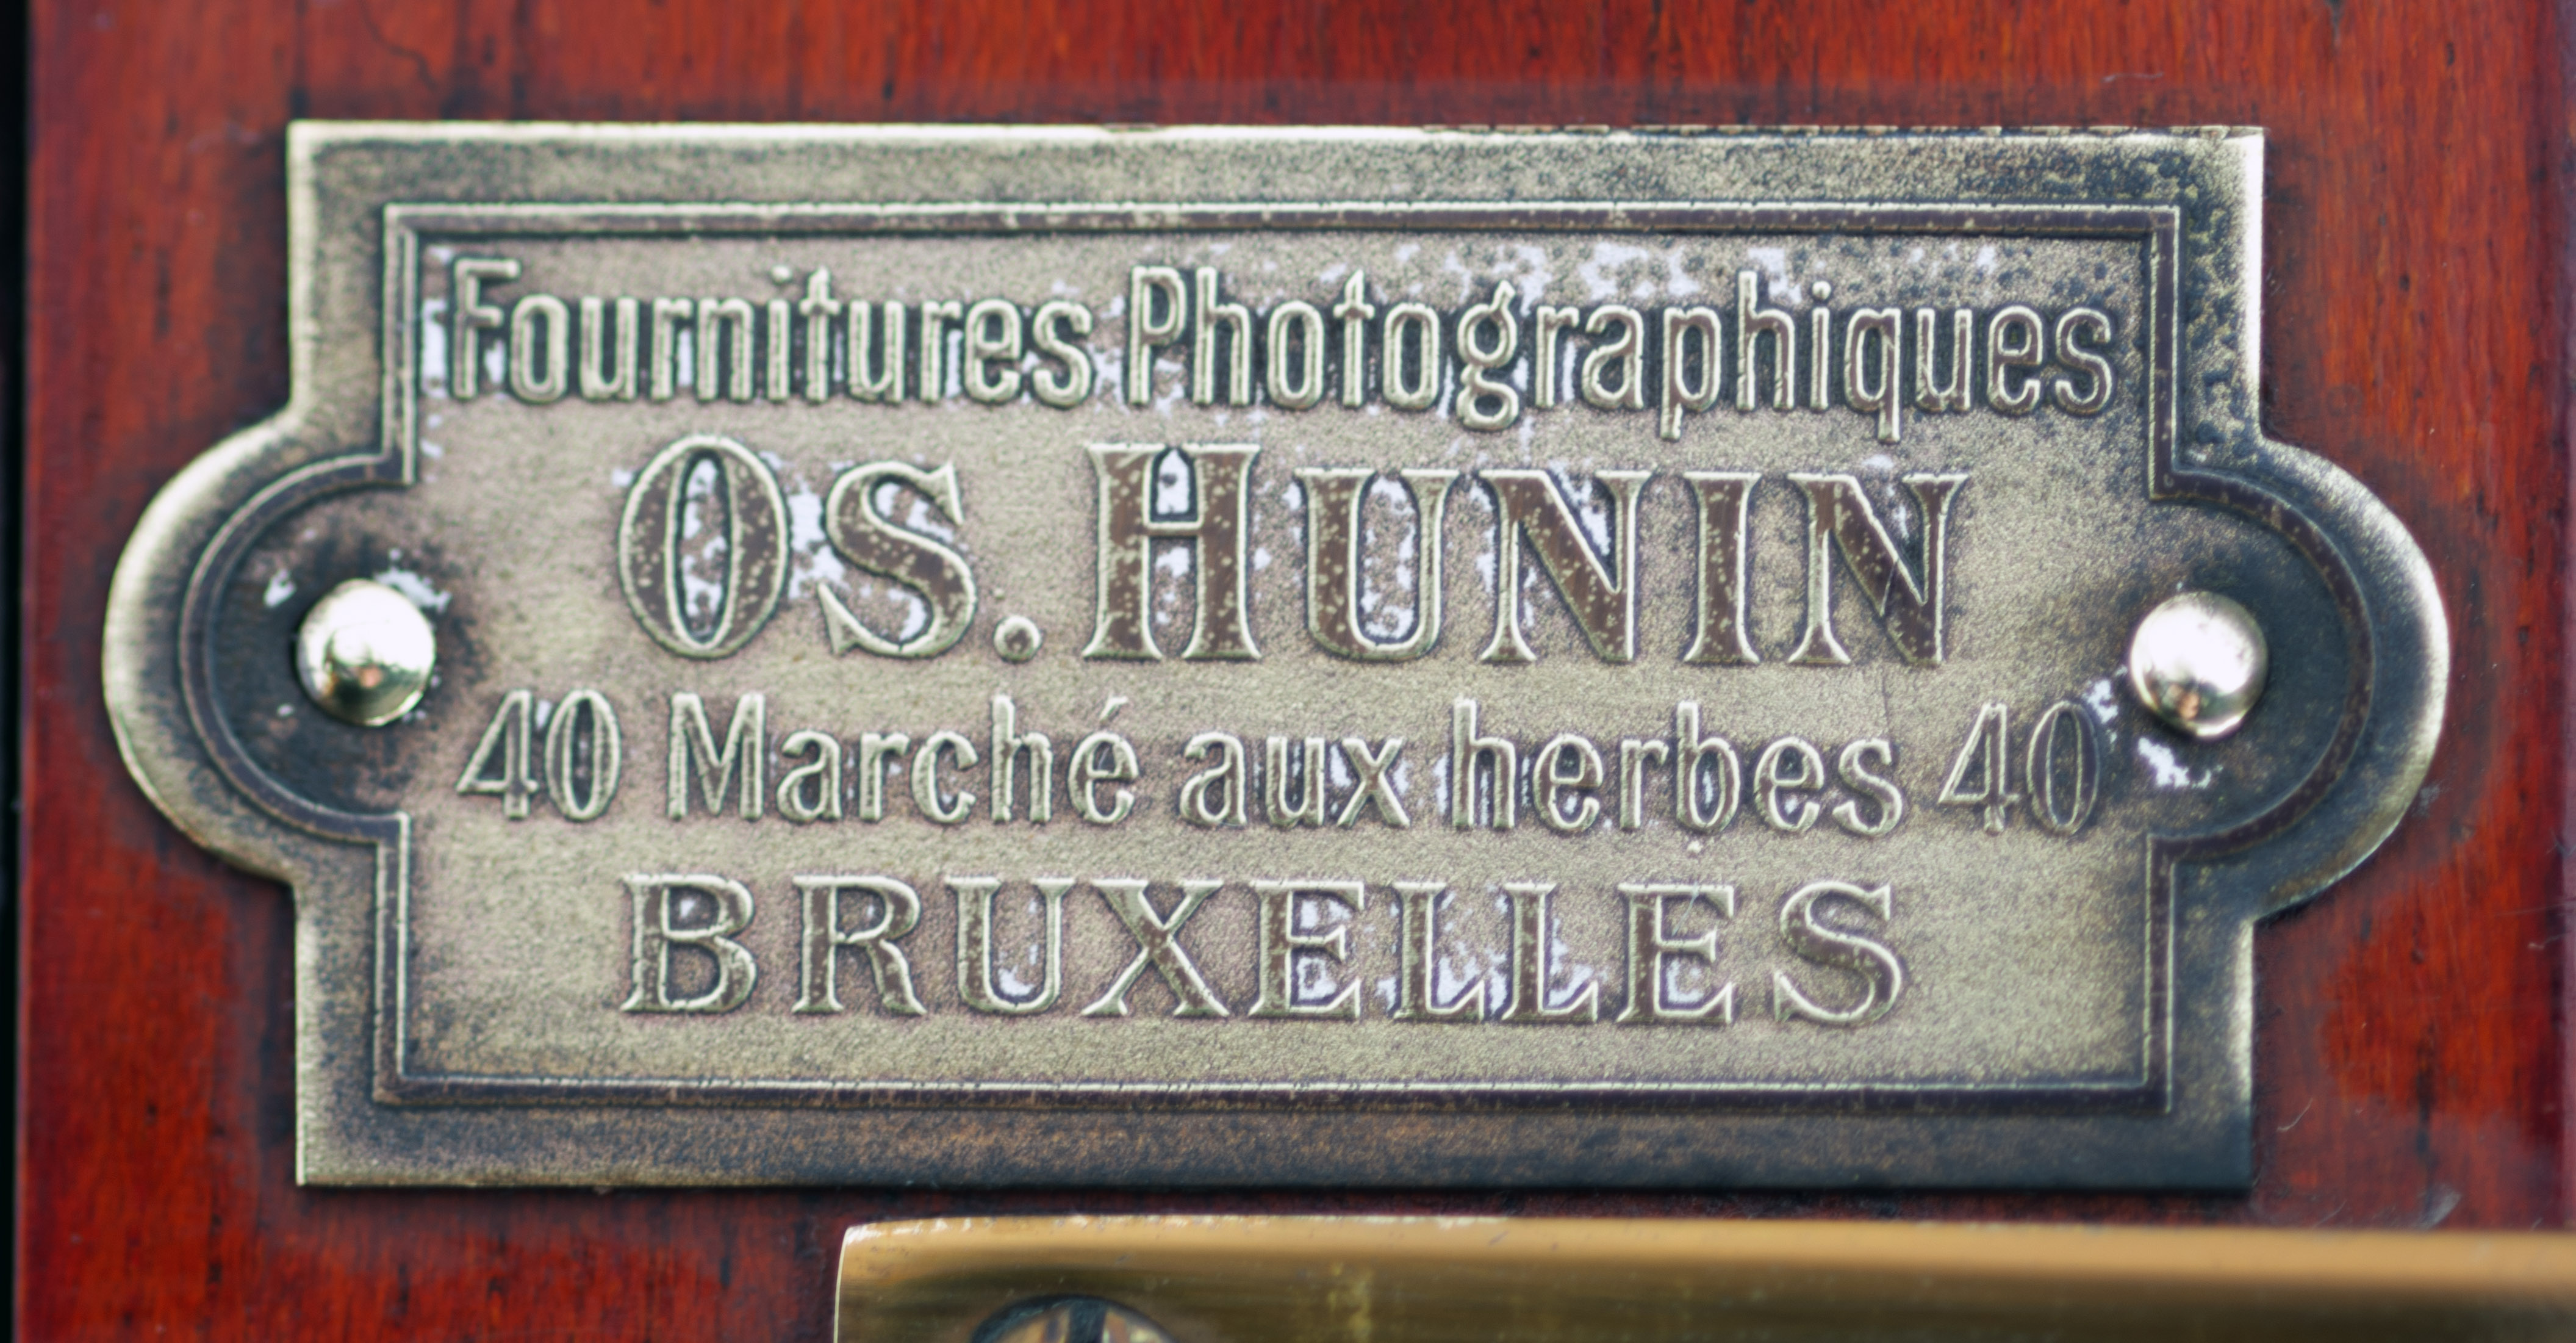 Fournitures Photographiques
OS. HUNIN
40 Marché aux herbes 40
BRUXELLES